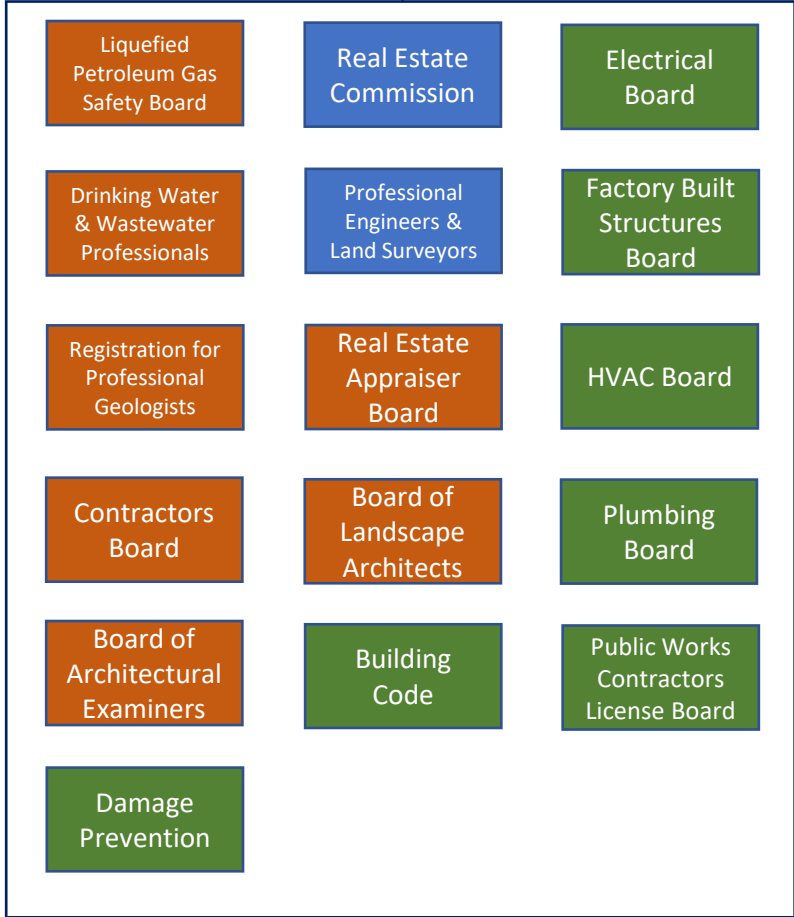 Liquefied
Petroleum Gas
Safety Board
Real Estate
Commission
Electrical
Board
Drinking Water
& Wastewater
Professionals
Professional
Engineers &
Land Surveyors
Factory Built
Structures
Board
Registration for
Professional
Geologists
Real Estate
Appraiser
Board
HVAC Board
Contractors
Board
Board of
Landscape
Architects
Plumbing
Board
Board of
Architectural
Examiners
Building
Code
Public Works
Contractors
License Board
Damage
Prevention